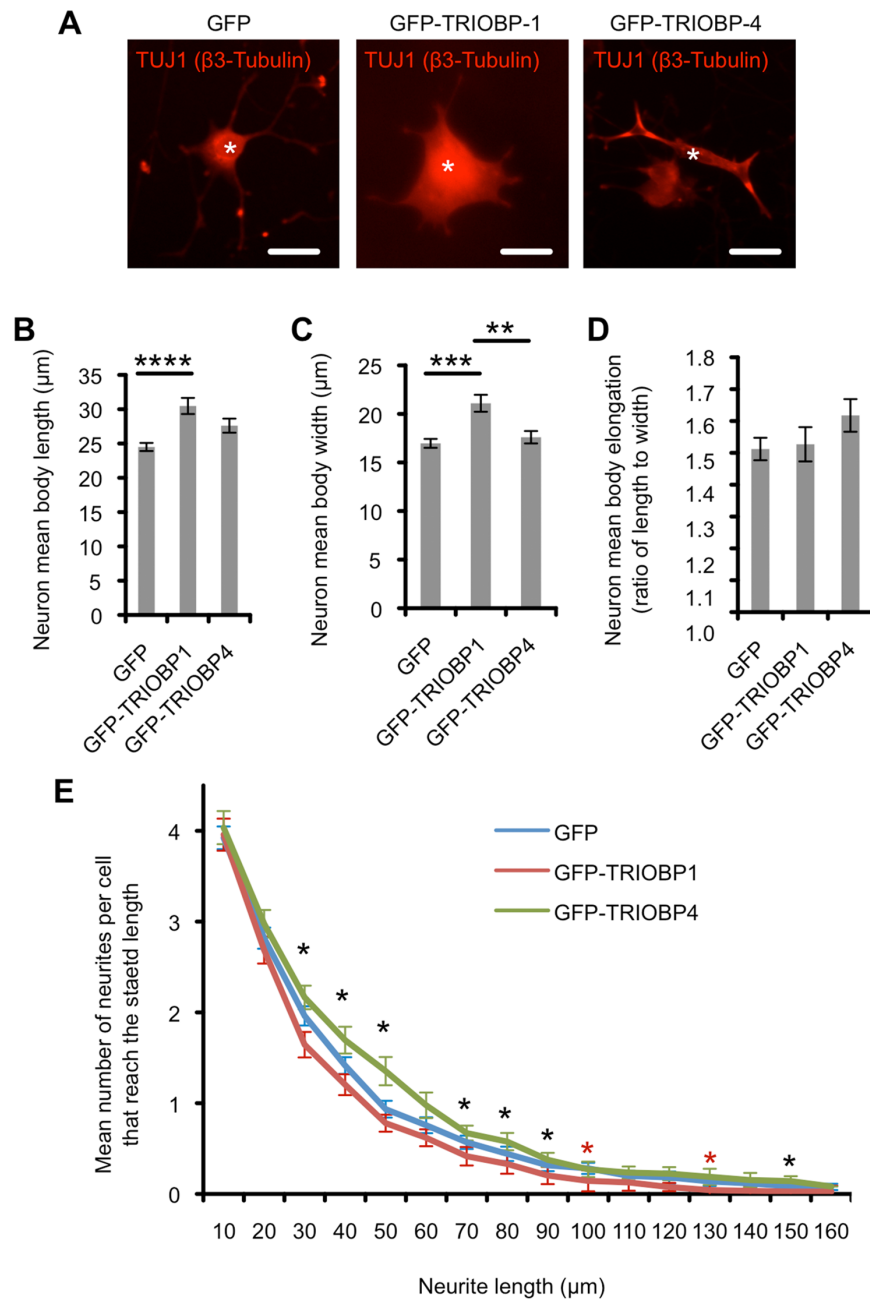 A
GFP
GFP-TRIOBP-1
GFP-TRIOBP-4
TUJ1 (β3-Tubulin)
TUJ1 (β3-Tubulin)
TUJ1 (β3-Tubulin)
*
*
*
B
Neuron mean body length (μm)
35
30
25
20
15
10
5
0
****
GFP
GFP-TRIOBP1
GFP-TRIOBP4
C
Neuron mean body width (μm)
25
20
15
10
5
0
***
**
GFP
GFP-TRIOBP1
GFP-TRIOBP4
D
Neuron mean body elongation
(ratio of length to width)
1.8
1.7
1.6
1.5
1.4
1.3
1.2
1.1
1.0
GFP
GFP-TRIOBP1
GFP-TRIOBP4
E
Mean number of neurites per cell
that reach the staetd length
4
3
2
1
0
GFP
GFP-TRIOBP1
GFP-TRIOBP4
* * * * * * * * *
10 20 30 40 50 60 70 80 90 100 110 120 130 140 150 160
Neurite length (μm)